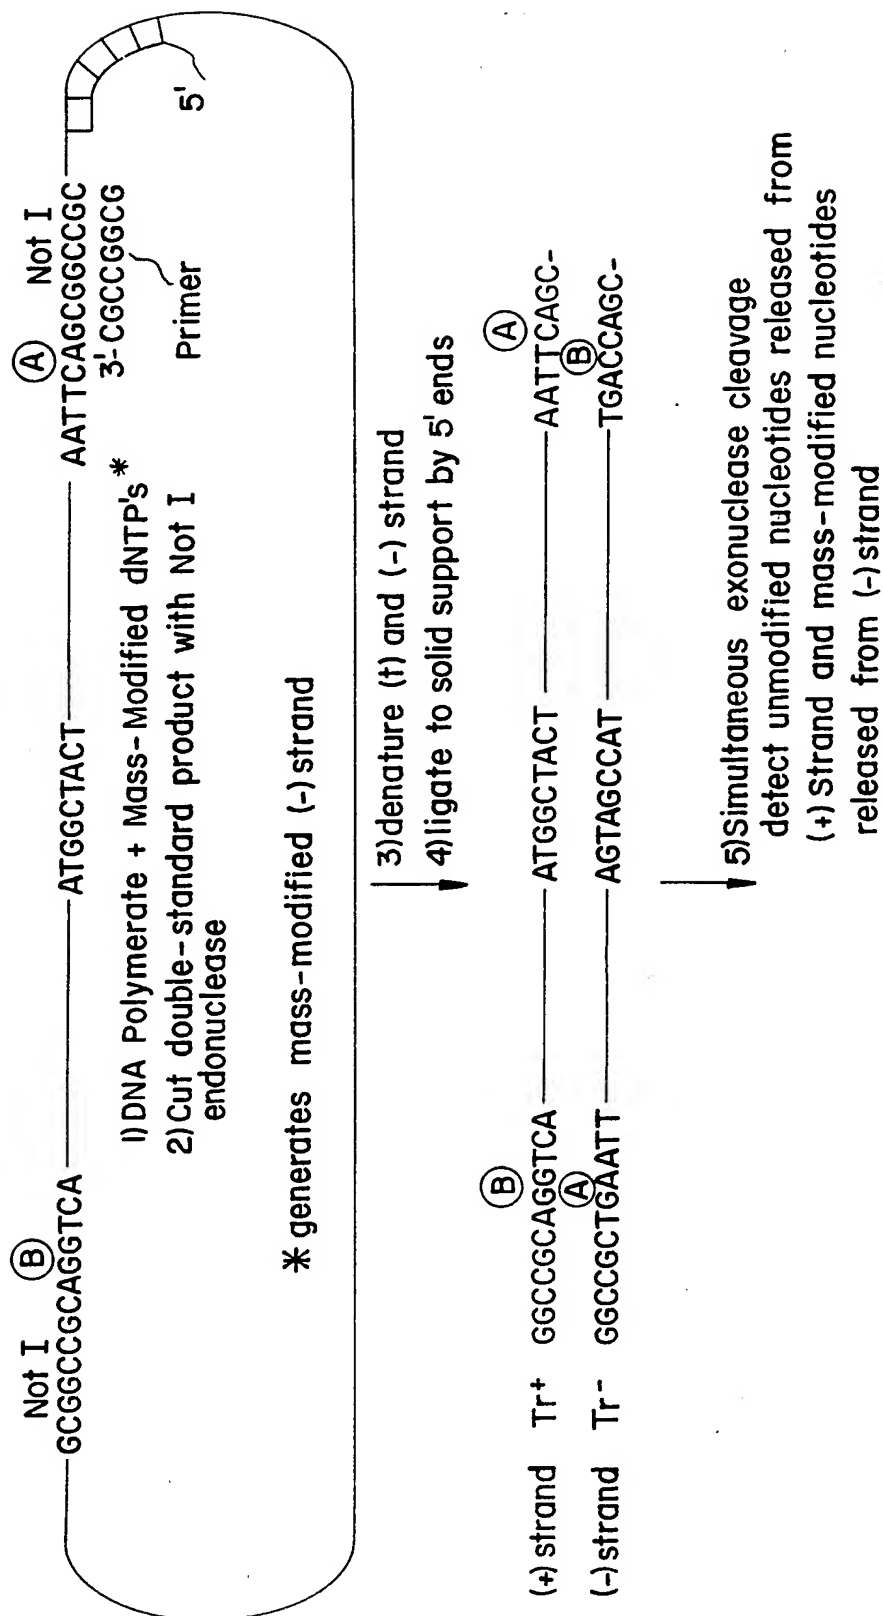 Not I
B
GCGGCCGCAGGTCA
ATGGCTACT
A
Not I
AATTCAGCGGCCGC
3'-CGCCGGCG
Primer
5'
1)DNA Polymerate + Mass-Modified dNTP's*
2)Cut double-standard product with Not I
endonuclease
* generates mass-modified (-) strand
3)denature (t) and (-) strand
4)ligate to solid support by 5' ends
(+) strand Tr+ GGCCGCAGGTCA ATGGCTACT AATTCAGC-
B
A
(-) strand Tr- GGCCGCTGAATT AGTAGCCAT TGACCAGC-
A
B
5)Simultaneous exonuclease cleavage
detect unmodified nucleotides released from
(+) Strand and mass-modified nucleotides
released from (-) strand